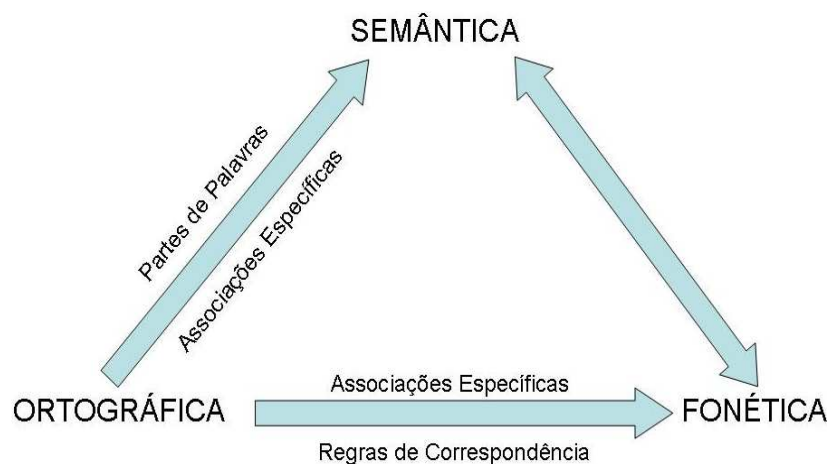 SEMÂNTICA
Partes de Palavras
Associações Específicas
Associações Específicas
ORTOGRÁFICA
FONÉTICA
Regras de Correspondência